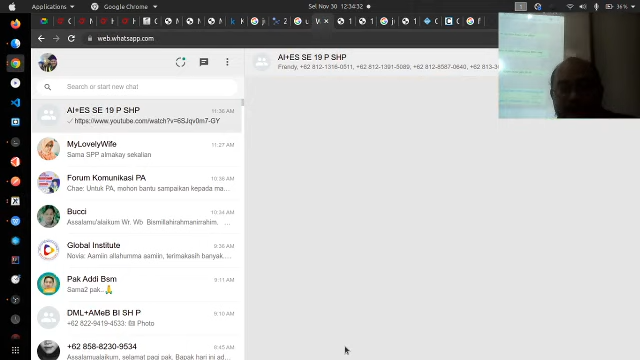 Applications
Google Chrome
Sel Nov 30 12:34:32
1
36%
web.whatsapp.com
Search or start new chat
AI+ES SE 19 P SHP
11:36 AM
https://www.youtube.com/watch?v=6SJqv0m7-GY
MyLovelyWife
11:27 AM
Sama SPP almakay sekalian
Forum Komunikasi PA
10:36 AM
Chae: Untuk PA, mohon bantu sampaikan kepada ma...
Bucci
10:34 AM
Assalamu'alaikum Wr. Wb Bismillahirahmanirrahim.
Global Institute
9:36 AM
Novia: Aamiin allahumma aamiin, terimakasih banyak.
Pak Addi Bsm
9:11 AM
Sama2 pak..🙏
DML+AMeB BI SH P
9:10 AM
+62 822-9419-4533: Photo
+62 858-8230-9534
8:45 AM
Assalamualaikum, selamat pagi pak. Bapak hari ini ad
AI+ES SE 19 P SHP
Frendy, +62 812-1316-0511, +62 812-1391-5089, +62 812-8587-0640, +62 813-3